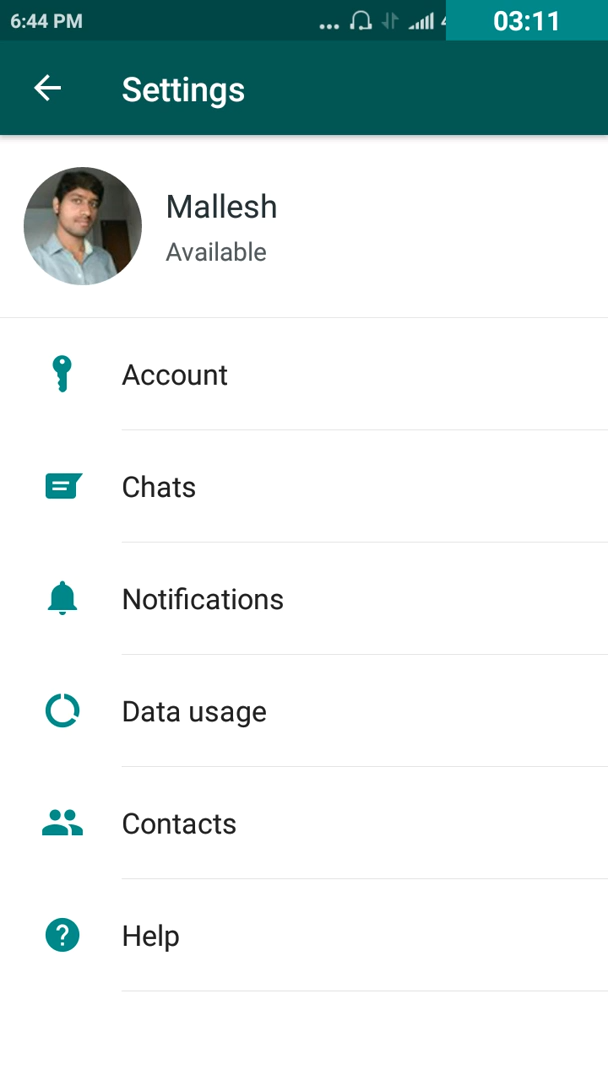 6:44 PM
03:11
Settings
Mallesh
Available
Account
Chats
Notifications
Data usage
Contacts
Help